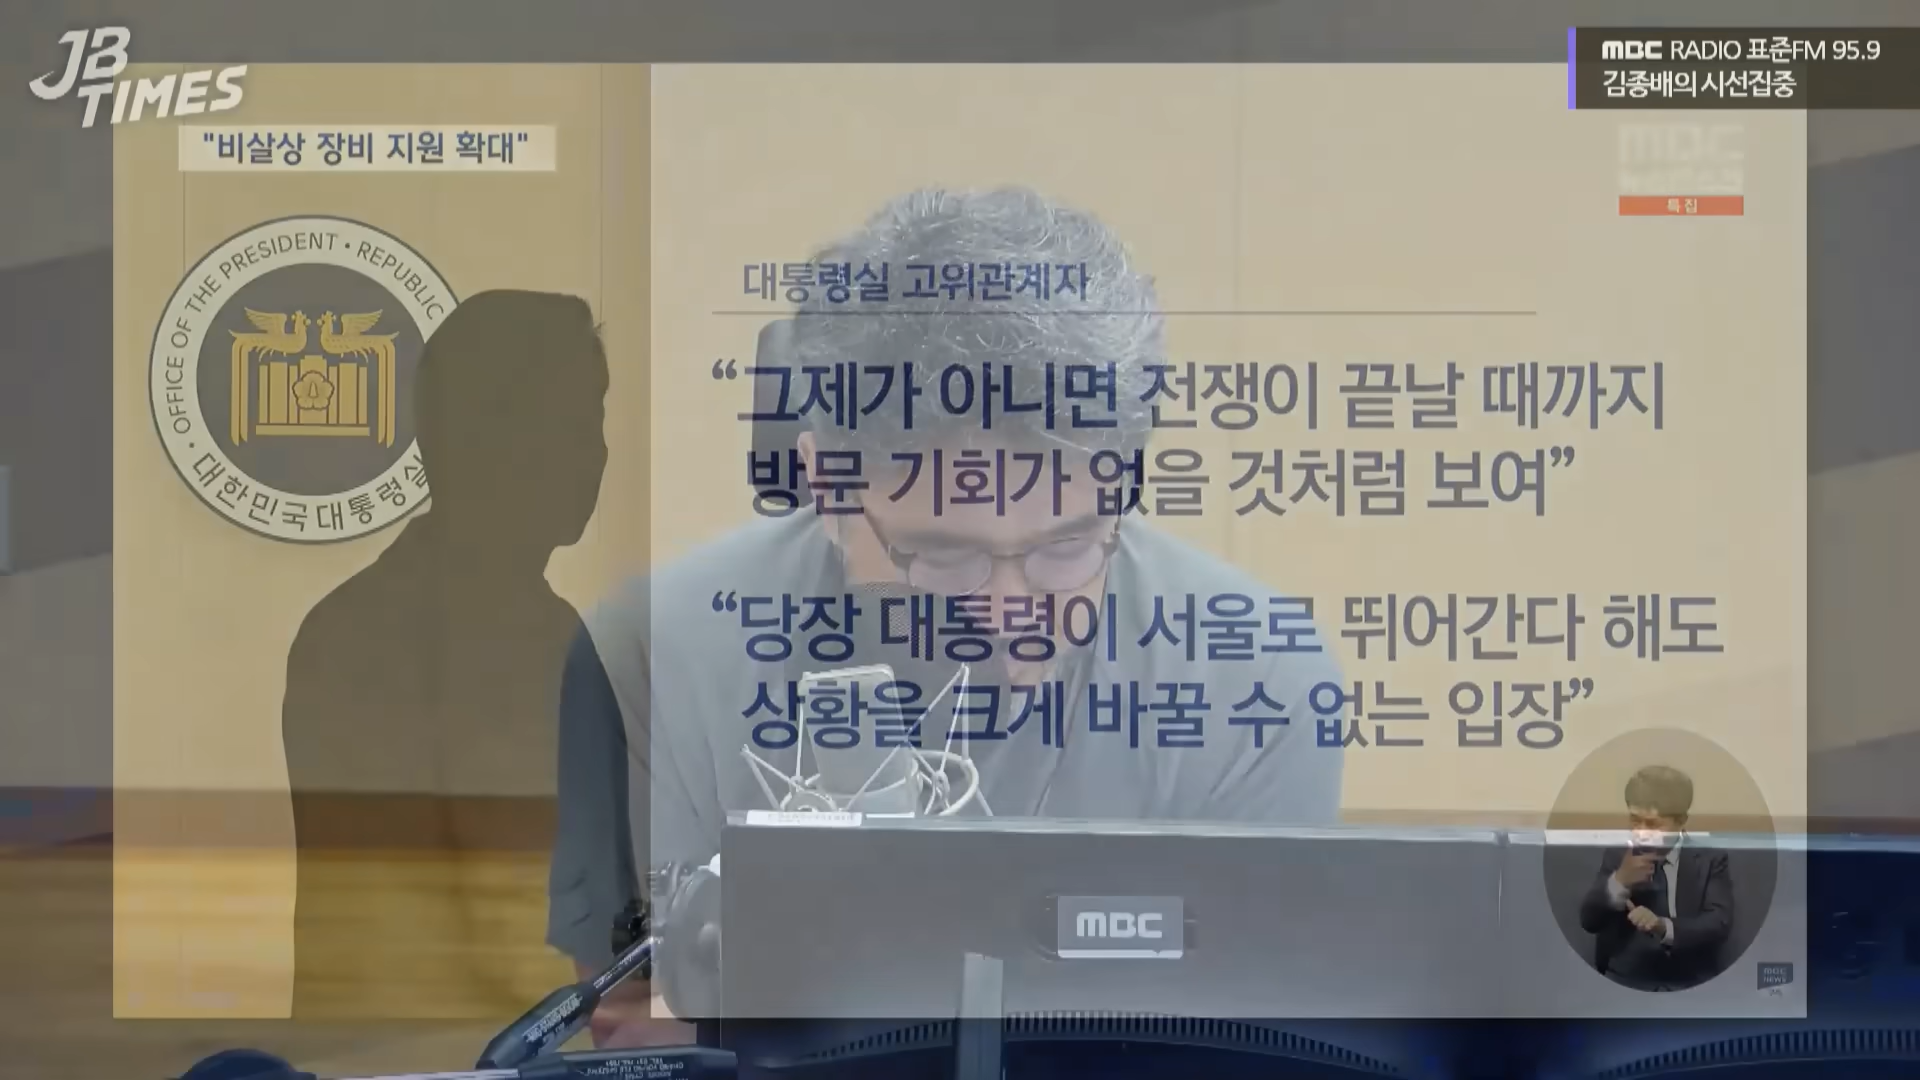 JB
TIMES
MBC RADIO 표준FM 95.9
김종배의 시선집중
"비살상 장비 지원 확대"
MBC
특집
OFFICE OF THE PRESIDENT • REPUBLIC
대한민국대통령실
대통령실 고위관계자
“그제가 아니면 전쟁이 끝날 때까지
방문 기회가 없을 것처럼 보여”
“당장 대통령이 서울로 뛰어간다 해도
상황을 크게 바꿀 수 없는 입장”
MBC
MBC
NEWS